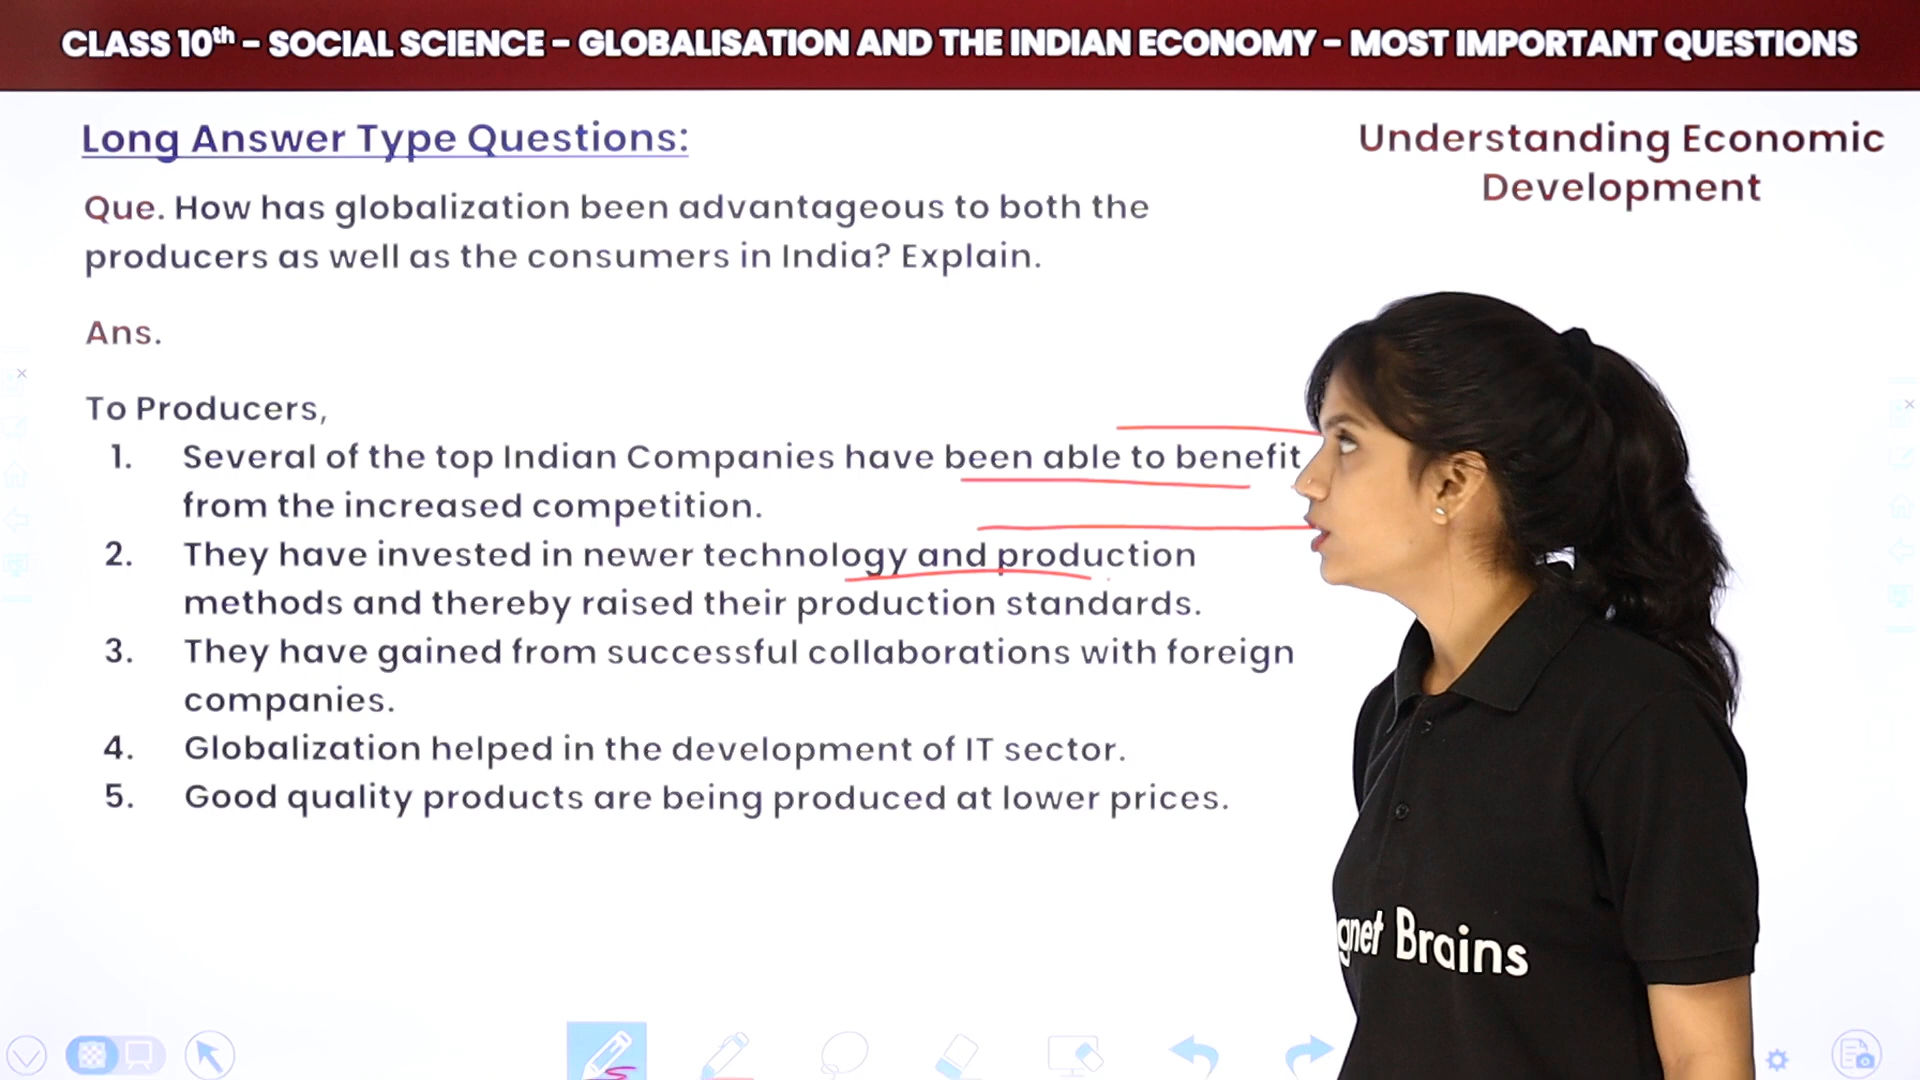 CLASS 10th – SOCIAL SCIENCE – GLOBALISATION AND THE INDIAN ECONOMY – MOST IMPORTANT QUESTIONS
Long Answer Type Questions:
Understanding Economic
Development
Que. How has globalization been advantageous to both the
producers as well as the consumers in India? Explain.
Ans.
To Producers,
1. Several of the top Indian Companies have been able to benefit
from the increased competition.
2. They have invested in newer technology and production
methods and thereby raised their production standards.
3. They have gained from successful collaborations with foreign
companies.
4. Globalization helped in the development of IT sector.
5. Good quality products are being produced at lower prices.
gnet Brains